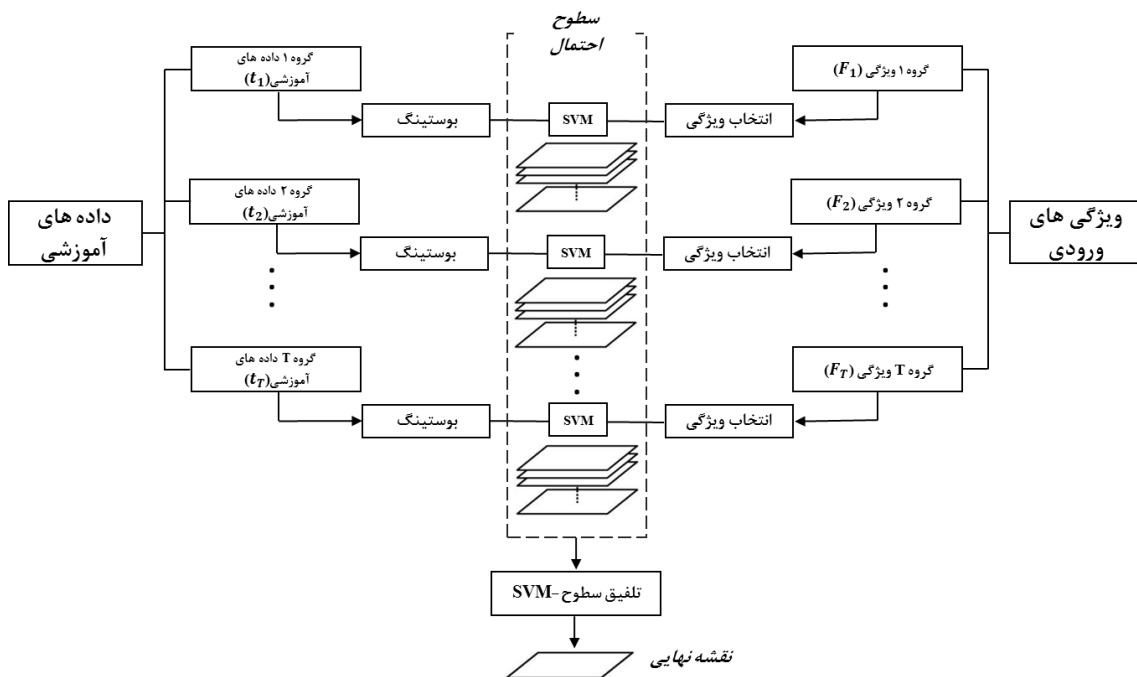 سطوح
احتمال
گروه ۱ ویژگی (F₁)
گروه ۱ داده های
آموزشی(t₁)
انتخاب ویژگی
SVM
بوستینگ
گروه ۲ ویژگی (F₂)
گروه ۲ داده های
آموزشی(t₂)
ویژگی های
ورودی
داده های
آموزشی
انتخاب ویژگی
SVM
بوستینگ
گروه T ویژگی (F_T)
گروه T داده های
آموزشی(t_T)
انتخاب ویژگی
SVM
بوستینگ
تلفیق سطوح –SVM
نقشه نهایی